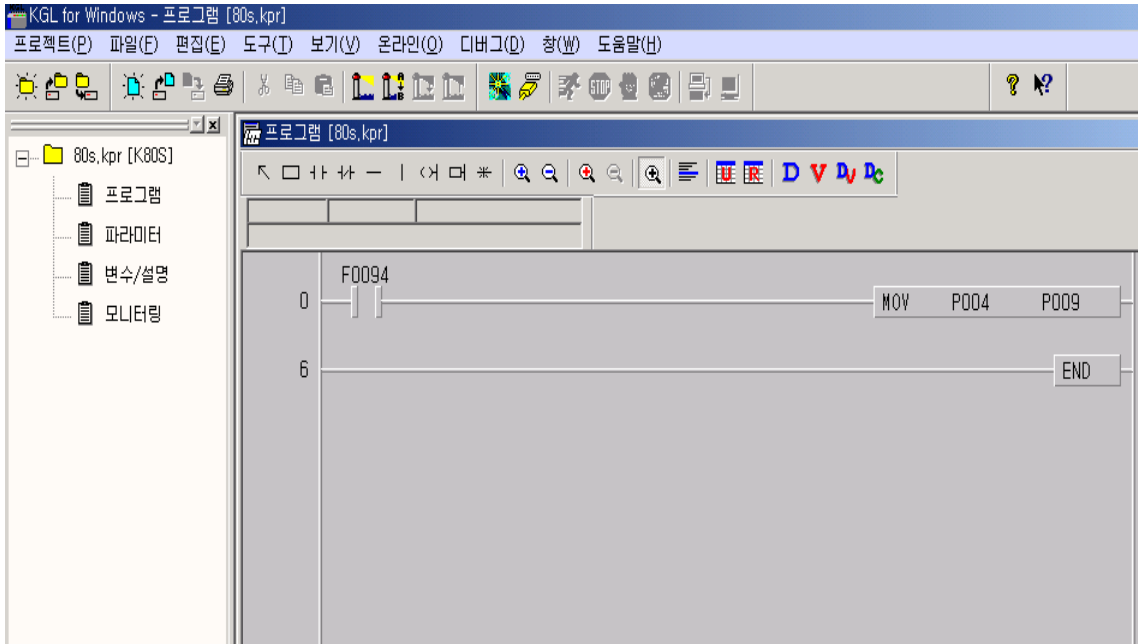 KGL for Windows - 프로그램 [80s,kpr]
프로젝트(P) 파일(F) 편집(E) 도구(T) 보기(V) 온라인(O) 디버그(D) 창(W) 도움말(H)
STOP
?
80s,kpr [K80S]
프로그램
파라미터
변수/설명
모니터링
프로그램 [80s,kpr]
U R D V DV DC
F0094
0 MOV P004 P009
6 END